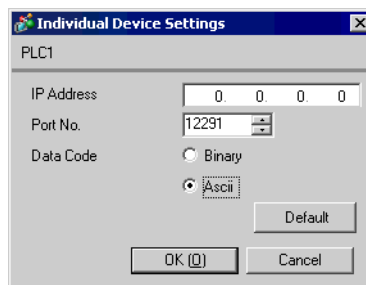 Individual Device Settings
PLC1
IP Address 0. 0. 0. 0
Port No. 12291
Data Code Binary
Ascii
Default
OK (O) Cancel